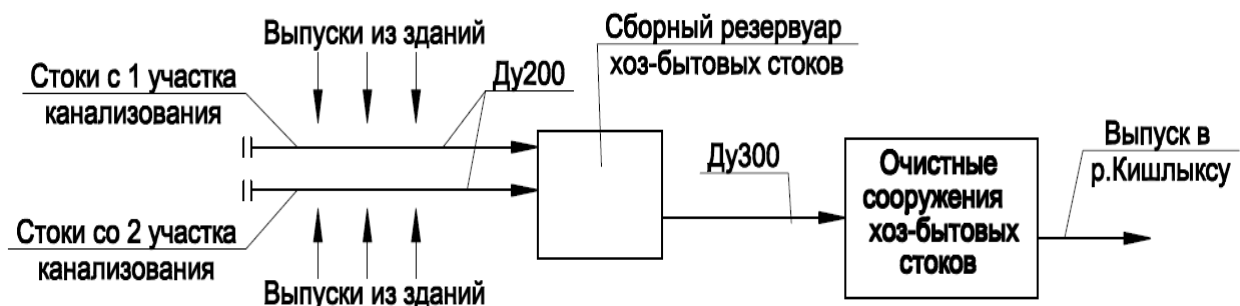 Выпуски из зданий
Стоки с 1 участка
канализования
Ду200
Сборный резервуар
хоз-бытовых стоков
Ду300
Очистные
сооружения
хоз-бытовых
стоков
Выпуск в
р.Кишлыксу
Стоки со 2 участка
канализования
Выпуски из зданий